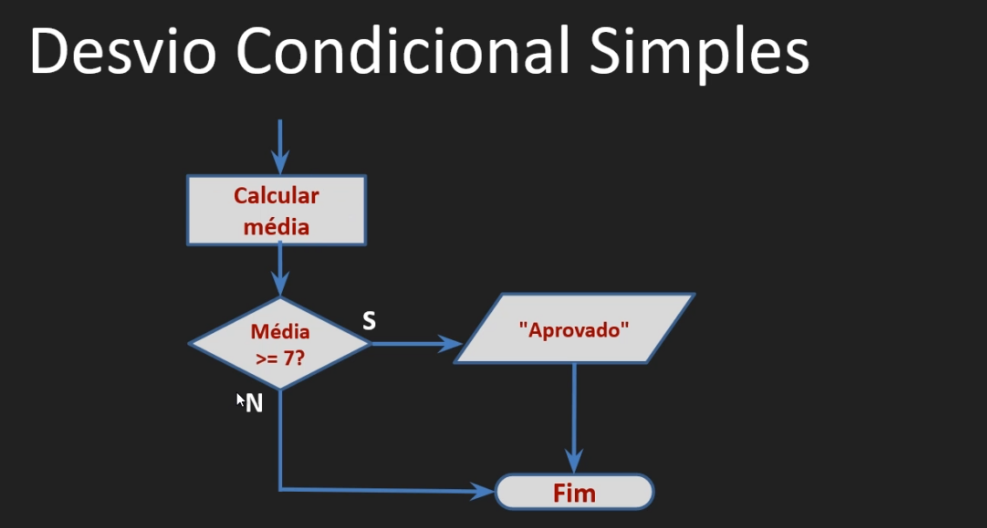 Desvio Condicional Simples
Calcular
média
Média
>= 7?
S
"Aprovado"
N
Fim